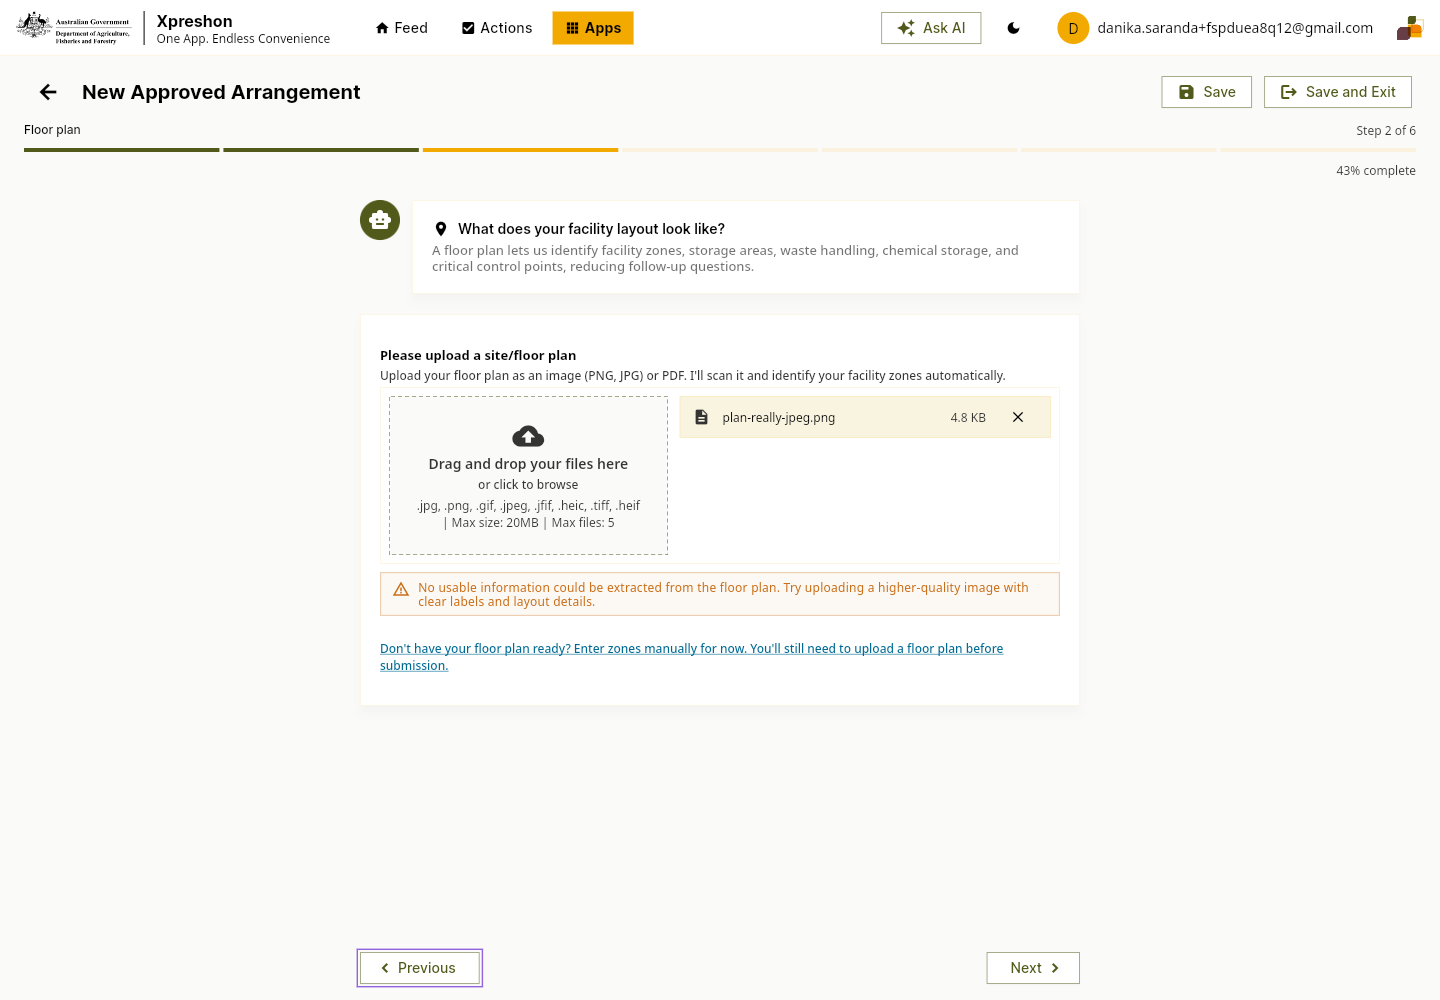 Australian Government
Department of Agriculture,
Fisheries and Forestry
Xpreshon
One App. Endless Convenience
Feed
Actions
Apps
Ask AI
D
danika.saranda+fspduea8q12@gmail.com
New Approved Arrangement
Save
Save and Exit
Floor plan
Step 2 of 6
43% complete
What does your facility layout look like?
A floor plan lets us identify facility zones, storage areas, waste handling, chemical storage, and
critical control points, reducing follow-up questions.
Please upload a site/floor plan
Upload your floor plan as an image (PNG, JPG) or PDF. I'll scan it and identify your facility zones automatically.
Drag and drop your files here
or click to browse
.jpg, .png, .gif, .jpeg, .jfif, .heic, .tiff, .heif
| Max size: 20MB | Max files: 5
plan-really-jpeg.png
4.8 KB
No usable information could be extracted from the floor plan. Try uploading a higher-quality image with
clear labels and layout details.
Don't have your floor plan ready? Enter zones manually for now. You'll still need to upload a floor plan before
submission.
Previous
Next